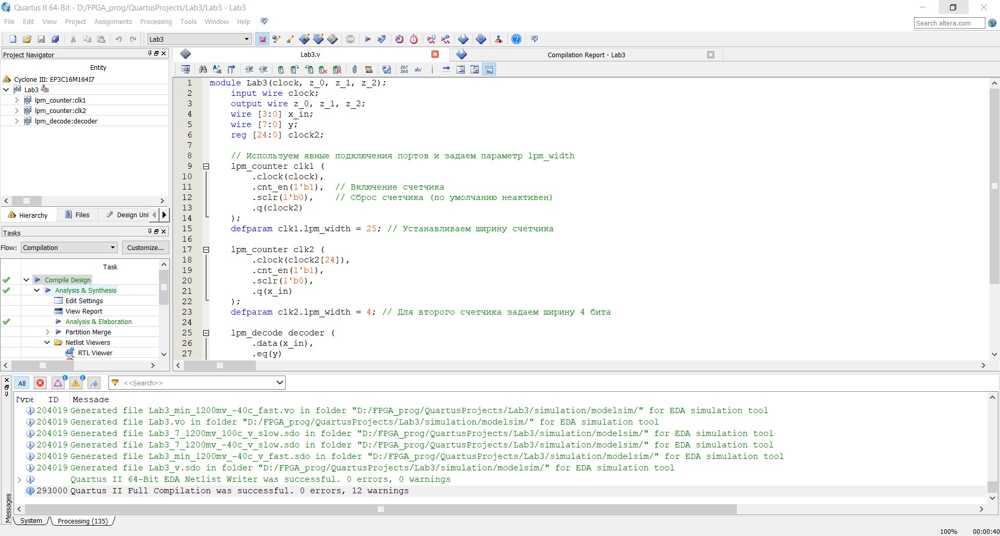 Quartus II 64-Bit - D:/FPGA_prog/QuartusProjects/Lab3/Lab3 - Lab3
File Edit View Project Assignments Processing Tools Window Help
Search altera.com
Lab3
Project Navigator
Entity
Cyclone III: EP3C16M164I7
Lab3
lpm_counter:clk1
lpm_counter:clk2
lpm_decode:decoder
Hierarchy Files Design Uni
Tasks
Flow: Compilation Customize...
Task
Compile Design
Analysis & Synthesis
Edit Settings
View Report
Analysis & Elaboration
Partition Merge
Netlist Viewers
RTL Viewer
Lab3.v Compilation Report - Lab3
267 268 ab/
1 module Lab3(clock, z_0, z_1, z_2);
2 input wire clock;
3 output wire z_0, z_1, z_2;
4 wire [3:0] x_in;
5 wire [7:0] y;
6 reg [24:0] clock2;
7
8 // Используем явные подключения портов и задаем параметр lpm_width
9 lpm_counter clk1 (
10 .clock(clock),
11 .cnt_en(1'b1), // Включение счетчика
12 .sclr(1'b0), // Сброс счетчика (по умолчанию неактивен)
13 .q(clock2)
14 );
15 defparam clk1.lpm_width = 25; // Устанавливаем ширину счетчика
16
17 lpm_counter clk2 (
18 .clock(clock2[24]),
19 .cnt_en(1'b1),
20 .sclr(1'b0),
21 .q(x_in)
22 );
23 defparam clk2.lpm_width = 4; // Для второго счетчика задаем ширину 4 бита
24
25 lpm_decode decoder (
26 .data(x_in),
27 .eq(y)
All 6 6 <<Search>>
Type ID Message
204019 Generated file Lab3_min_1200mv_-40c_fast.vo in folder "D:/FPGA_prog/QuartusProjects/Lab3/simulation/modelsim/" for EDA simulation tool
204019 Generated file Lab3.vo in folder "D:/FPGA_prog/QuartusProjects/Lab3/simulation/modelsim/" for EDA simulation tool
204019 Generated file Lab3_7_1200mv_100c_v_slow.sdo in folder "D:/FPGA_prog/QuartusProjects/Lab3/simulation/modelsim/" for EDA simulation tool
204019 Generated file Lab3_7_1200mv_-40c_v_slow.sdo in folder "D:/FPGA_prog/QuartusProjects/Lab3/simulation/modelsim/" for EDA simulation tool
204019 Generated file Lab3_min_1200mv_-40c_v_fast.sdo in folder "D:/FPGA_prog/QuartusProjects/Lab3/simulation/modelsim/" for EDA simulation tool
204019 Generated file Lab3_v.sdo in folder "D:/FPGA_prog/QuartusProjects/Lab3/simulation/modelsim/" for EDA simulation tool
Quartus II 64-Bit EDA Netlist Writer was successful. 0 errors, 0 warnings
293000 Quartus II Full Compilation was successful. 0 errors, 12 warnings
Messages
System Processing (135)
100% 00:00:40